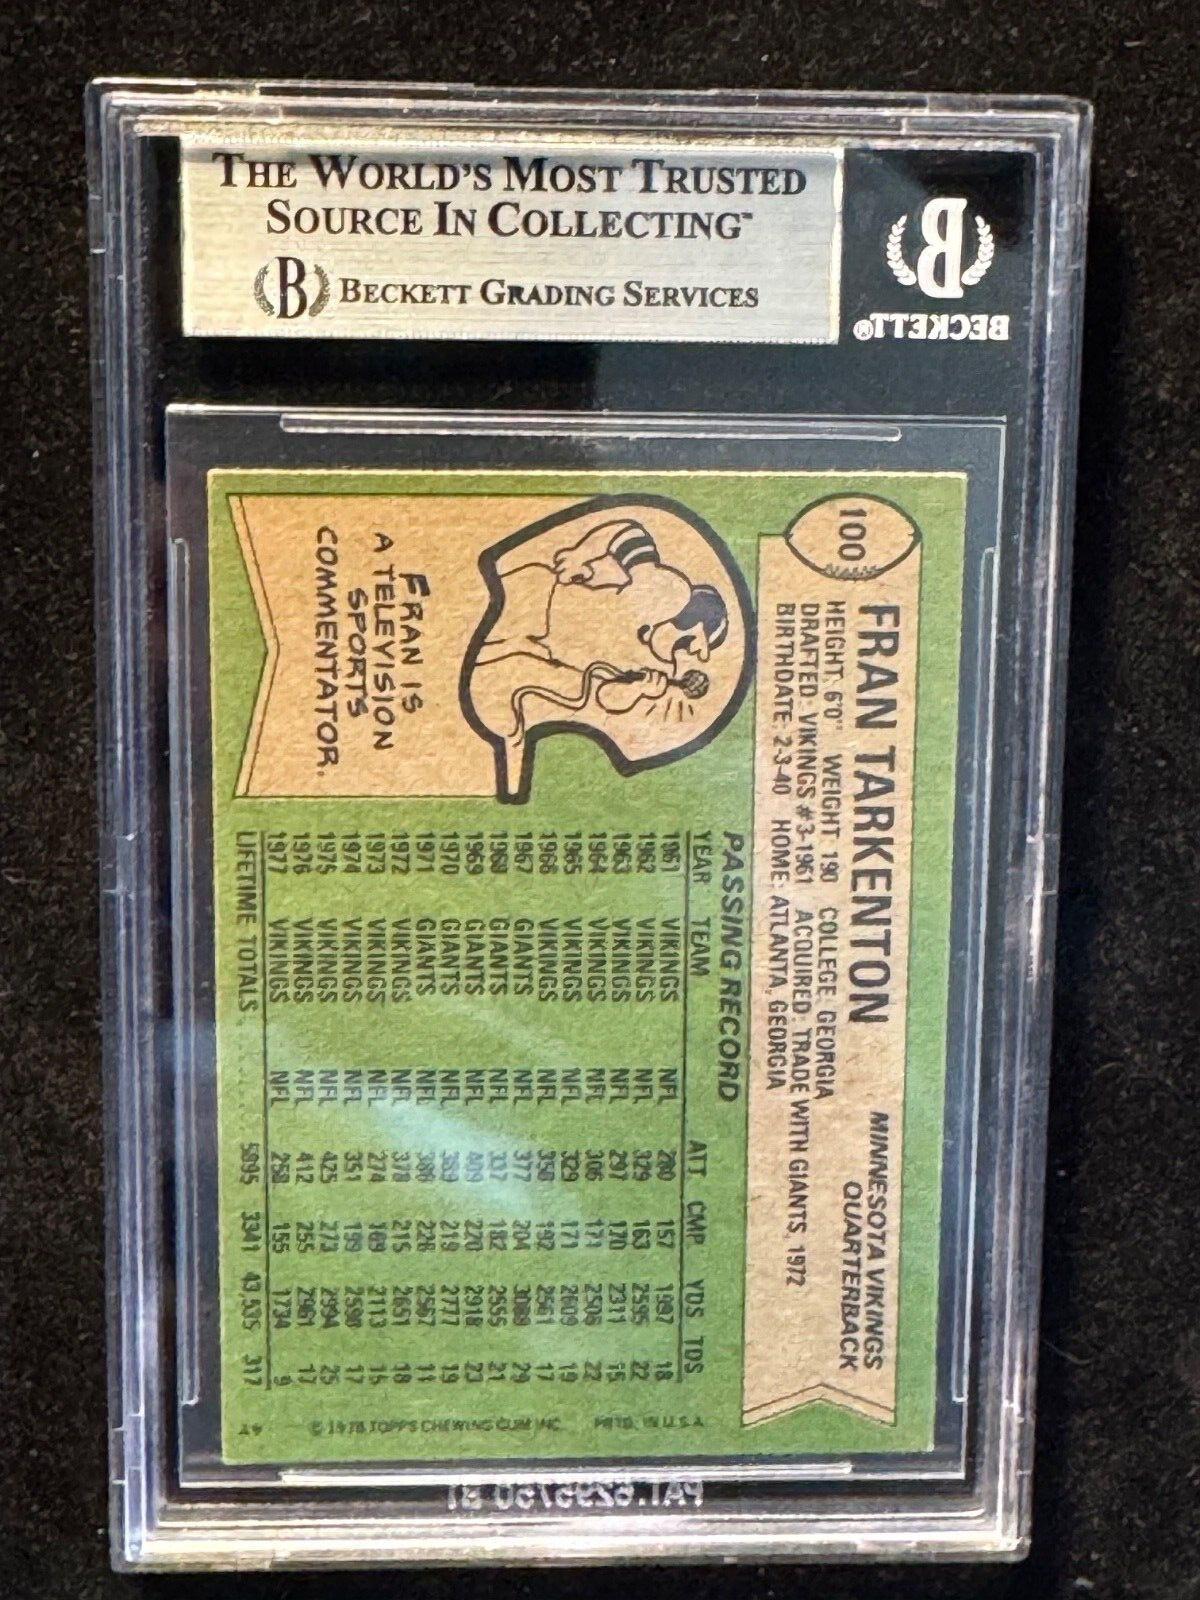 THE WORLD'S MOST TRUSTED
SOURCE IN COLLECTING™
B BECKETT GRADING SERVICES
B
BECKETT®
100
FRAN TARKENTON
MINNESOTA VIKINGS
QUARTERBACK
HEIGHT: 6'0" WEIGHT: 190 COLLEGE: GEORGIA
DRAFTED: VIKINGS #3-1961 ACQUIRED: TRADE WITH GIANTS, 1972
BIRTHDATE: 2-3-40 HOME: ATLANTA, GEORGIA
FRAN IS
A TELEVISION
SPORTS
COMMENTATOR.
PASSING RECORD
YEAR TEAM ATT. CMP. YDS TDS
1961 VIKINGS NFL 280 157 1997 18
1962 VIKINGS NFL 329 163 2595 22
1963 VIKINGS NFL 297 170 2311 15
1964 VIKINGS NFL 306 171 2506 22
1965 VIKINGS NFL 329 171 2609 19
1966 VIKINGS NFL 358 192 2561 17
1967 GIANTS NFL 377 204 3088 29
1968 GIANTS NFL 337 182 2555 21
1969 GIANTS NFL 409 220 2918 23
1970 GIANTS NFL 389 219 2777 19
1971 GIANTS NFL 386 226 2567 11
1972 VIKINGS NFL 378 215 2651 18
1973 VIKINGS NFL 274 169 2113 15
1974 VIKINGS NFL 351 199 2598 17
1975 VIKINGS NFL 425 273 2994 25
1976 VIKINGS NFL 412 255 2961 17
1977 VIKINGS NFL 258 155 1734 9
LIFETIME TOTALS 5995 3341 43,535 317
© 1978 TOPPS CHEWING GUM, INC. PRTD. IN U.S.A.
PAT. 6295750 B1